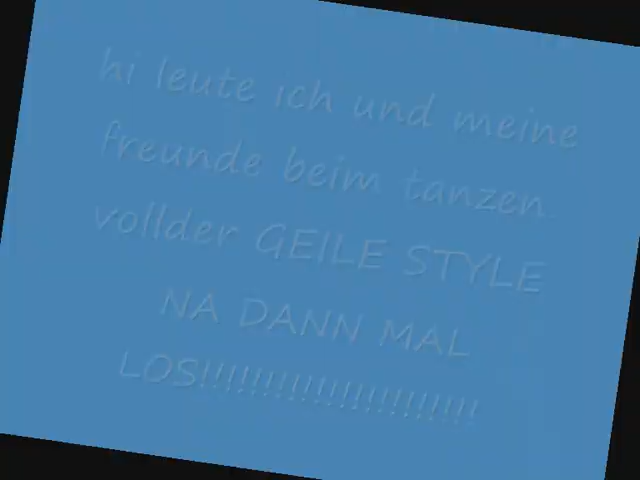 hi leute ich und meine
freunde beim tanzen.
vollder GEILE STYLE
NA DANN MAL
LOS!!!!!!!!!!!!!!!!!!!!!!